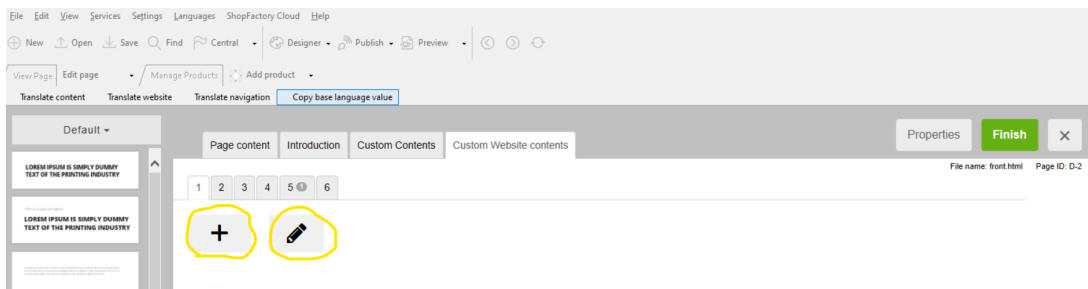 File Edit View Services Settings Languages ShopFactory Cloud Help
New Open Save Find Central Designer Publish Preview
View Page Edit page Manage Products Add product
Translate content Translate website Translate navigation Copy base language value
Default
Page content Introduction Custom Contents Custom Website contents
Properties Finish
File name: front.html Page ID: D-2
LOREM IPSUM IS SIMPLY DUMMY
TEXT OF THE PRINTING INDUSTRY
1 2 3 4 5 1 6
LOREM IPSUM IS SIMPLY DUMMY
TEXT OF THE PRINTING INDUSTRY